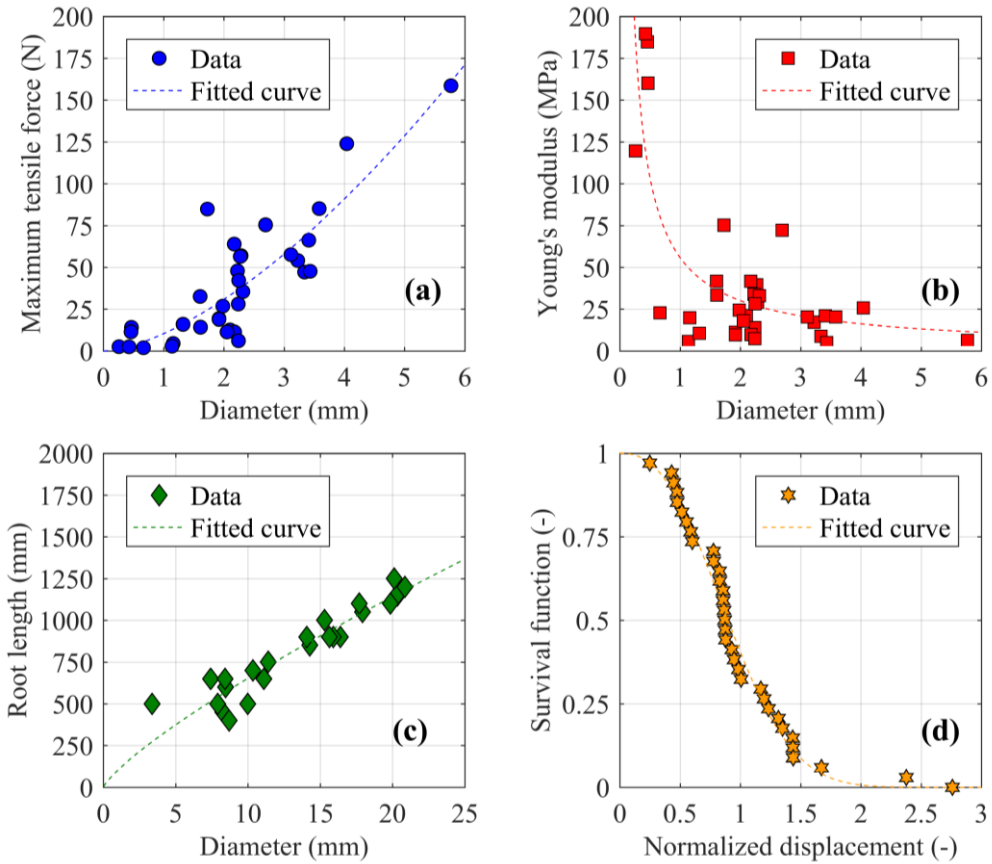 200
175
150
125
100
75
50
25
0
Maximum tensile force (N)
Data
Fitted curve
(a)
0 1 2 3 4 5 6
Diameter (mm)
200
175
150
125
100
75
50
25
0
Young's modulus (MPa)
Data
Fitted curve
(b)
0 1 2 3 4 5 6
Diameter (mm)
2000
1750
1500
1250
1000
750
500
250
0
Root length (mm)
Data
Fitted curve
(c)
0 5 10 15 20 25
Diameter (mm)
1
0.75
0.5
0.25
0
Survival function (-)
Data
Fitted curve
(d)
0 0.5 1 1.5 2 2.5 3
Normalized displacement (-)